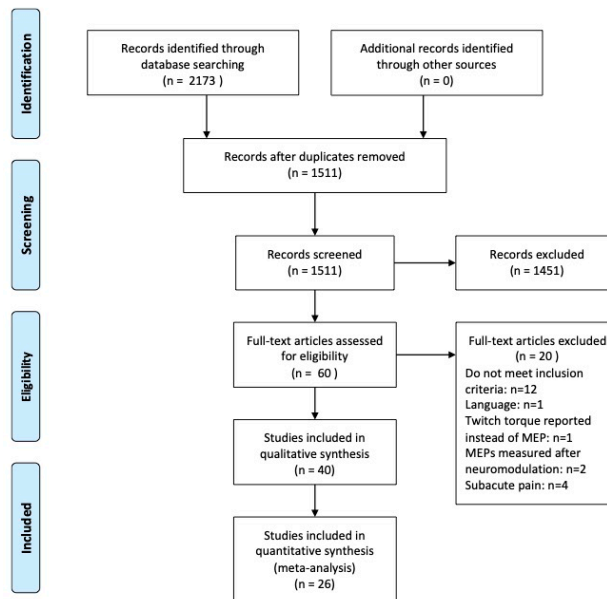 Identification
Records identified through
database searching
(n = 2173 )
Additional records identified
through other sources
(n = 0)
Records after duplicates removed
(n = 1511)
Screening
Records screened
(n = 1511)
Records excluded
(n = 1451)
Eligibility
Full-text articles assessed
for eligibility
(n = 60 )
Full-text articles excluded
(n = 20 )
Do not meet inclusion
criteria: n=12
Language: n=1
Twitch torque reported
instead of MEP: n=1
MEPs measured after
neuromodulation: n=2
Subacute pain: n=4
Studies included in
qualitative synthesis
(n = 40)
Included
Studies included in
quantitative synthesis
(meta-analysis)
(n = 26)